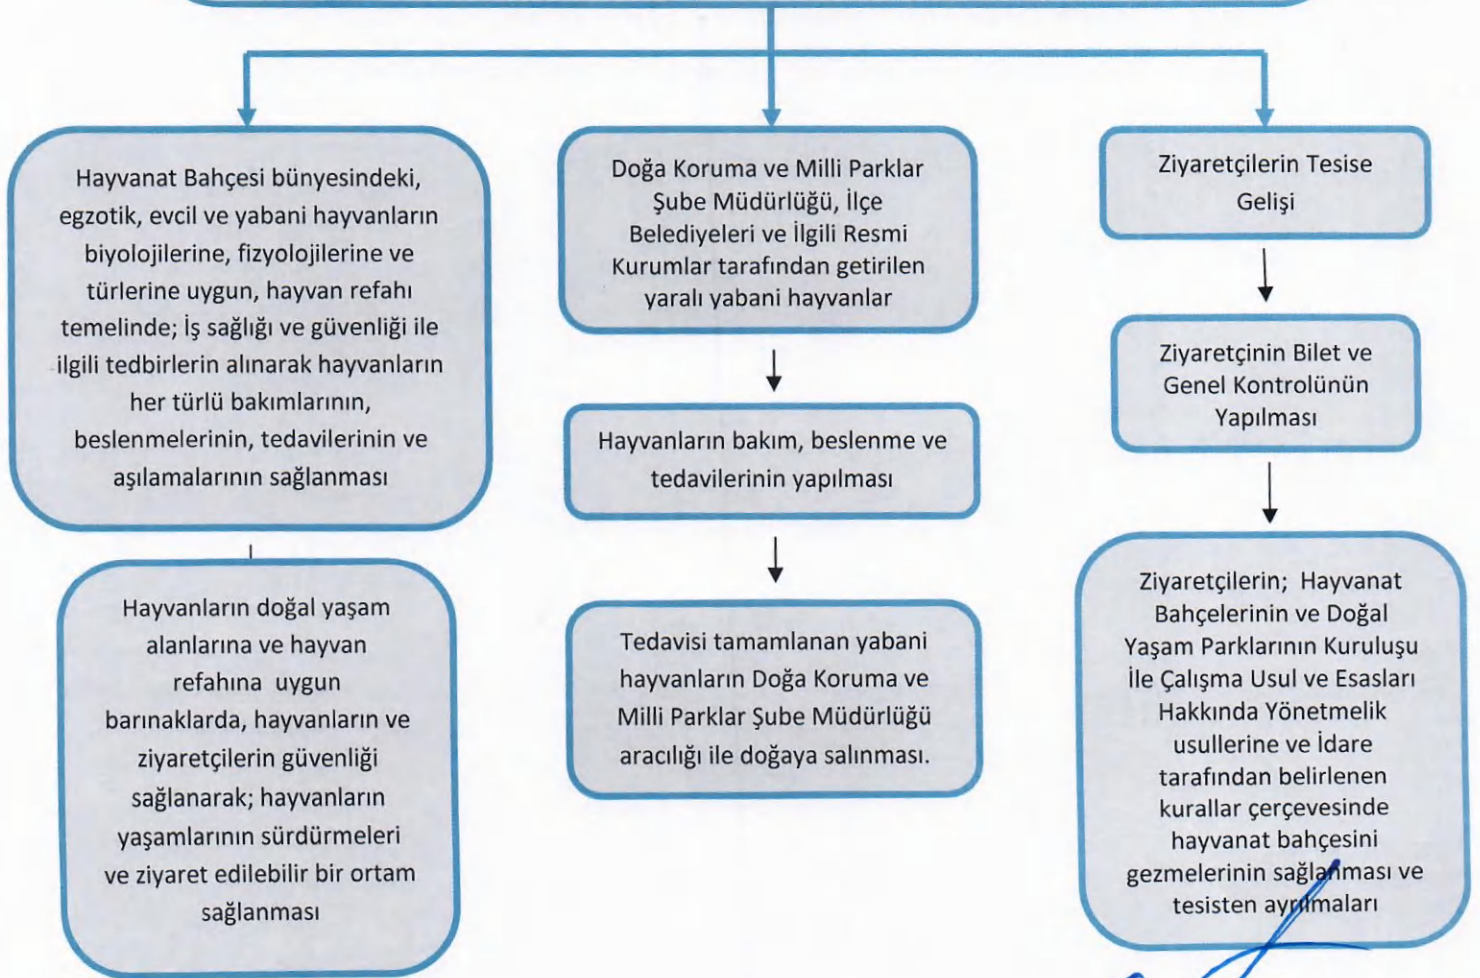 Hayvanat Bahçesi bünyesindeki,
egzotik, evcil ve yabani hayvanların
biyolojilerine, fizyolojilerine ve
türlerine uygun, hayvan refahı
temelinde; İş sağlığı ve güvenliği ile
ilgili tedbirlerin alınarak hayvanların
her türlü bakımlarının,
beslenmelerinin, tedavilerinin ve
aşılamalarının sağlanması
Hayvanların doğal yaşam
alanlarına ve hayvan
refahına uygun
barınaklarda, hayvanların ve
ziyaretçilerin güvenliği
sağlanarak; hayvanların
yaşamlarının sürdürmeleri
ve ziyaret edilebilir bir ortam
sağlanması
Doğa Koruma ve Milli Parklar
Şube Müdürlüğü, İlçe
Belediyeleri ve İlgili Resmi
Kurumlar tarafından getirilen
yaralı yabani hayvanlar
Hayvanların bakım, beslenme ve
tedavilerinin yapılması
Tedavisi tamamlanan yabani
hayvanların Doğa Koruma ve
Milli Parklar Şube Müdürlüğü
aracılığı ile doğaya salınması.
Ziyaretçilerin Tesise
Gelişi
Ziyaretçinin Bilet ve
Genel Kontrolünün
Yapılması
Ziyaretçilerin; Hayvanat
Bahçelerinin ve Doğal
Yaşam Parklarının Kuruluşu
İle Çalışma Usul ve Esasları
Hakkında Yönetmelik
usullerine ve İdare
tarafından belirlenen
kurallar çerçevesinde
hayvanat bahçesini
gezmelerinin sağlanması ve
tesisten ayrılmaları